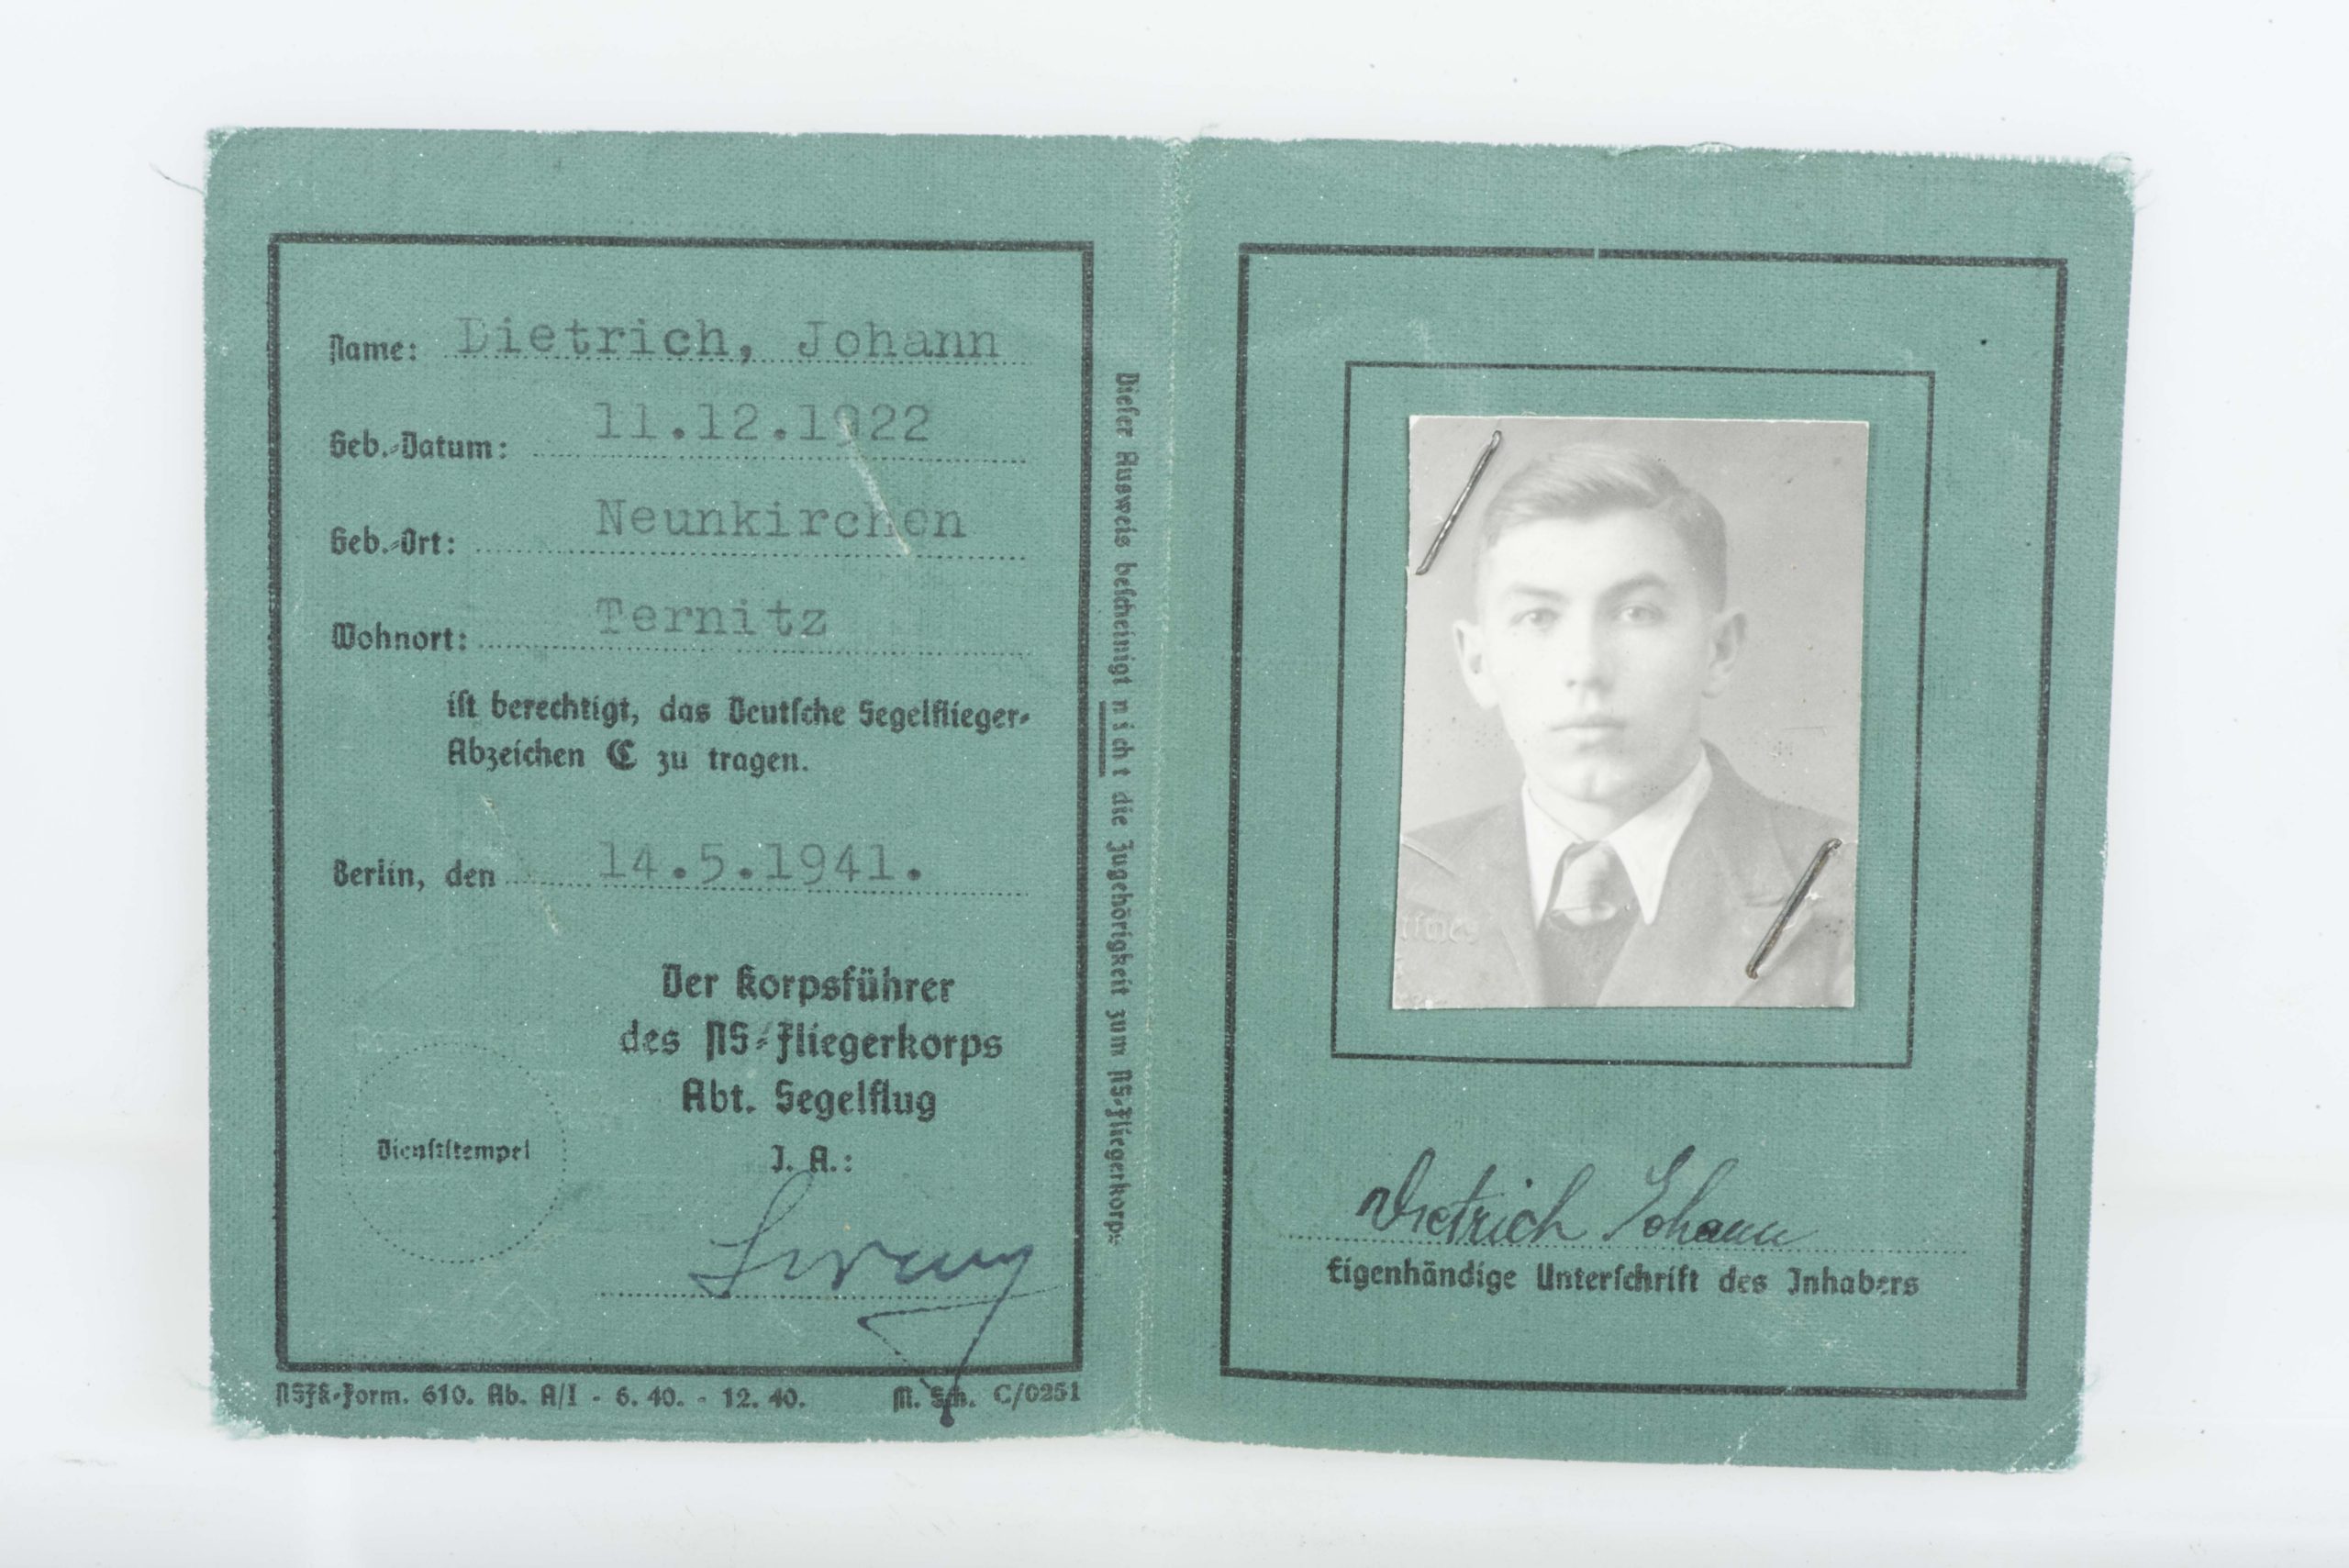 Name: Dietrich, Johann
Geb.-Datum: 11.12.1922
Geb.-Ort: Neunkirchen
Wohnort: Ternitz
ist berechtigt, das Deutsche Segelflieger-
Abzeichen C zu tragen.
Berlin, den 14.5.1941.
Der Korpsführer
des NS-Fliegerkorps
Abt. Segelflug
J. A.:
Dienststempel
NSFK-Form. 610. Ab. A/I - 6. 40. - 12. 40. M. Sch. C/0251
Dieser Ausweis bescheinigt nicht die Zugehörigkeit zum NS-Fliegerkorps
Dietrich Johann
Eigenhändige Unterschrift des Inhabers